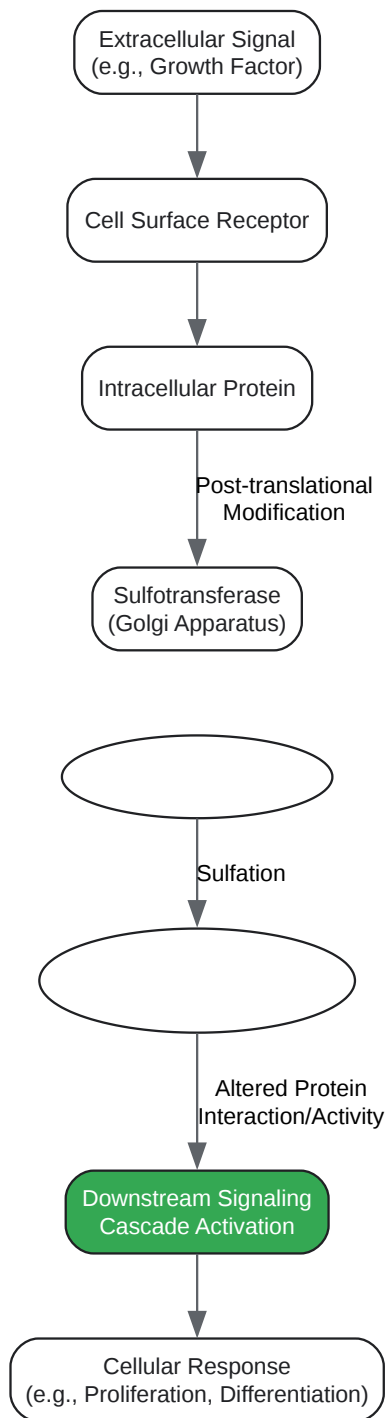 Extracellular Signal
(e.g., Growth Factor)
Cell Surface Receptor
Intracellular Protein
Post-translational
Modification
Sulfotransferase
(Golgi Apparatus)
Sulfation
Altered Protein
Interaction/Activity
Downstream Signaling
Cascade Activation
Cellular Response
(e.g., Proliferation, Differentiation)